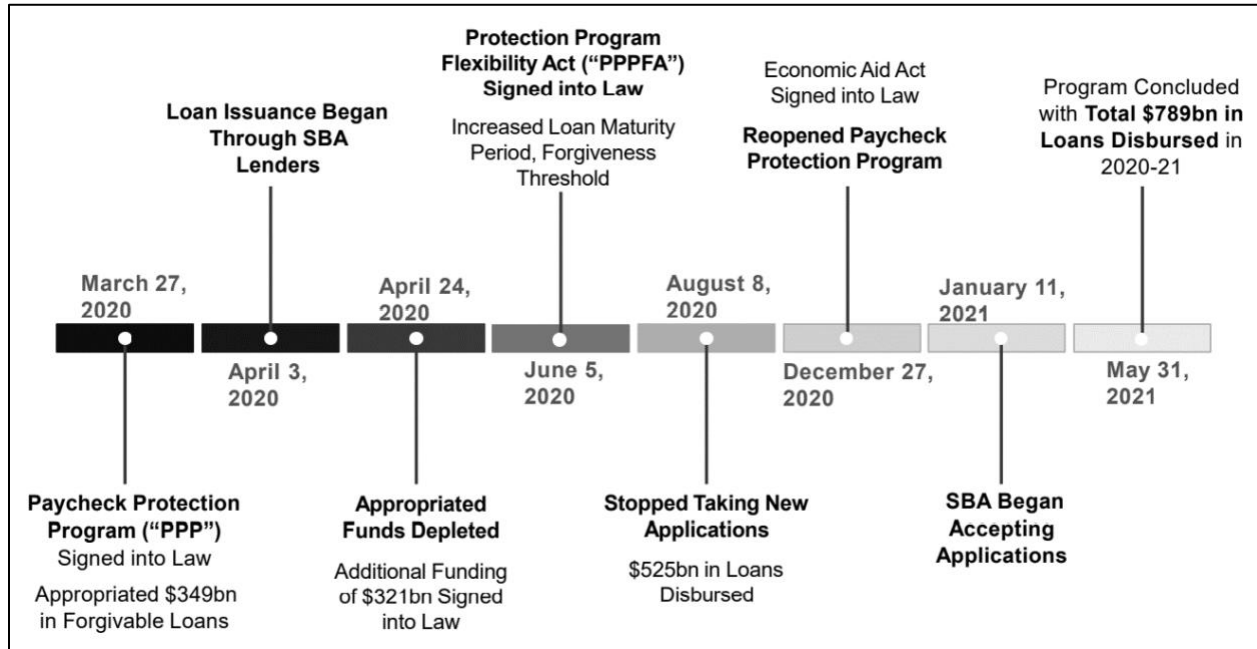 Protection Program
Flexibility Act (“PPPFA”)
Signed into Law
Increased Loan Maturity
Period, Forgiveness
Threshold
Loan Issuance Began
Through SBA
Lenders
Economic Aid Act
Signed into Law
Reopened Paycheck
Protection Program
Program Concluded
with Total $789bn in
Loans Disbursed in
2020-21
March 27,
2020
April 3,
2020
April 24,
2020
June 5,
2020
August 8,
2020
December 27,
2020
January 11,
2021
May 31,
2021
Paycheck Protection
Program (“PPP”)
Signed into Law
Appropriated $349bn
in Forgivable Loans
Appropriated
Funds Depleted
Additional Funding
of $321bn Signed
into Law
Stopped Taking New
Applications
$525bn in Loans
Disbursed
SBA Began
Accepting
Applications